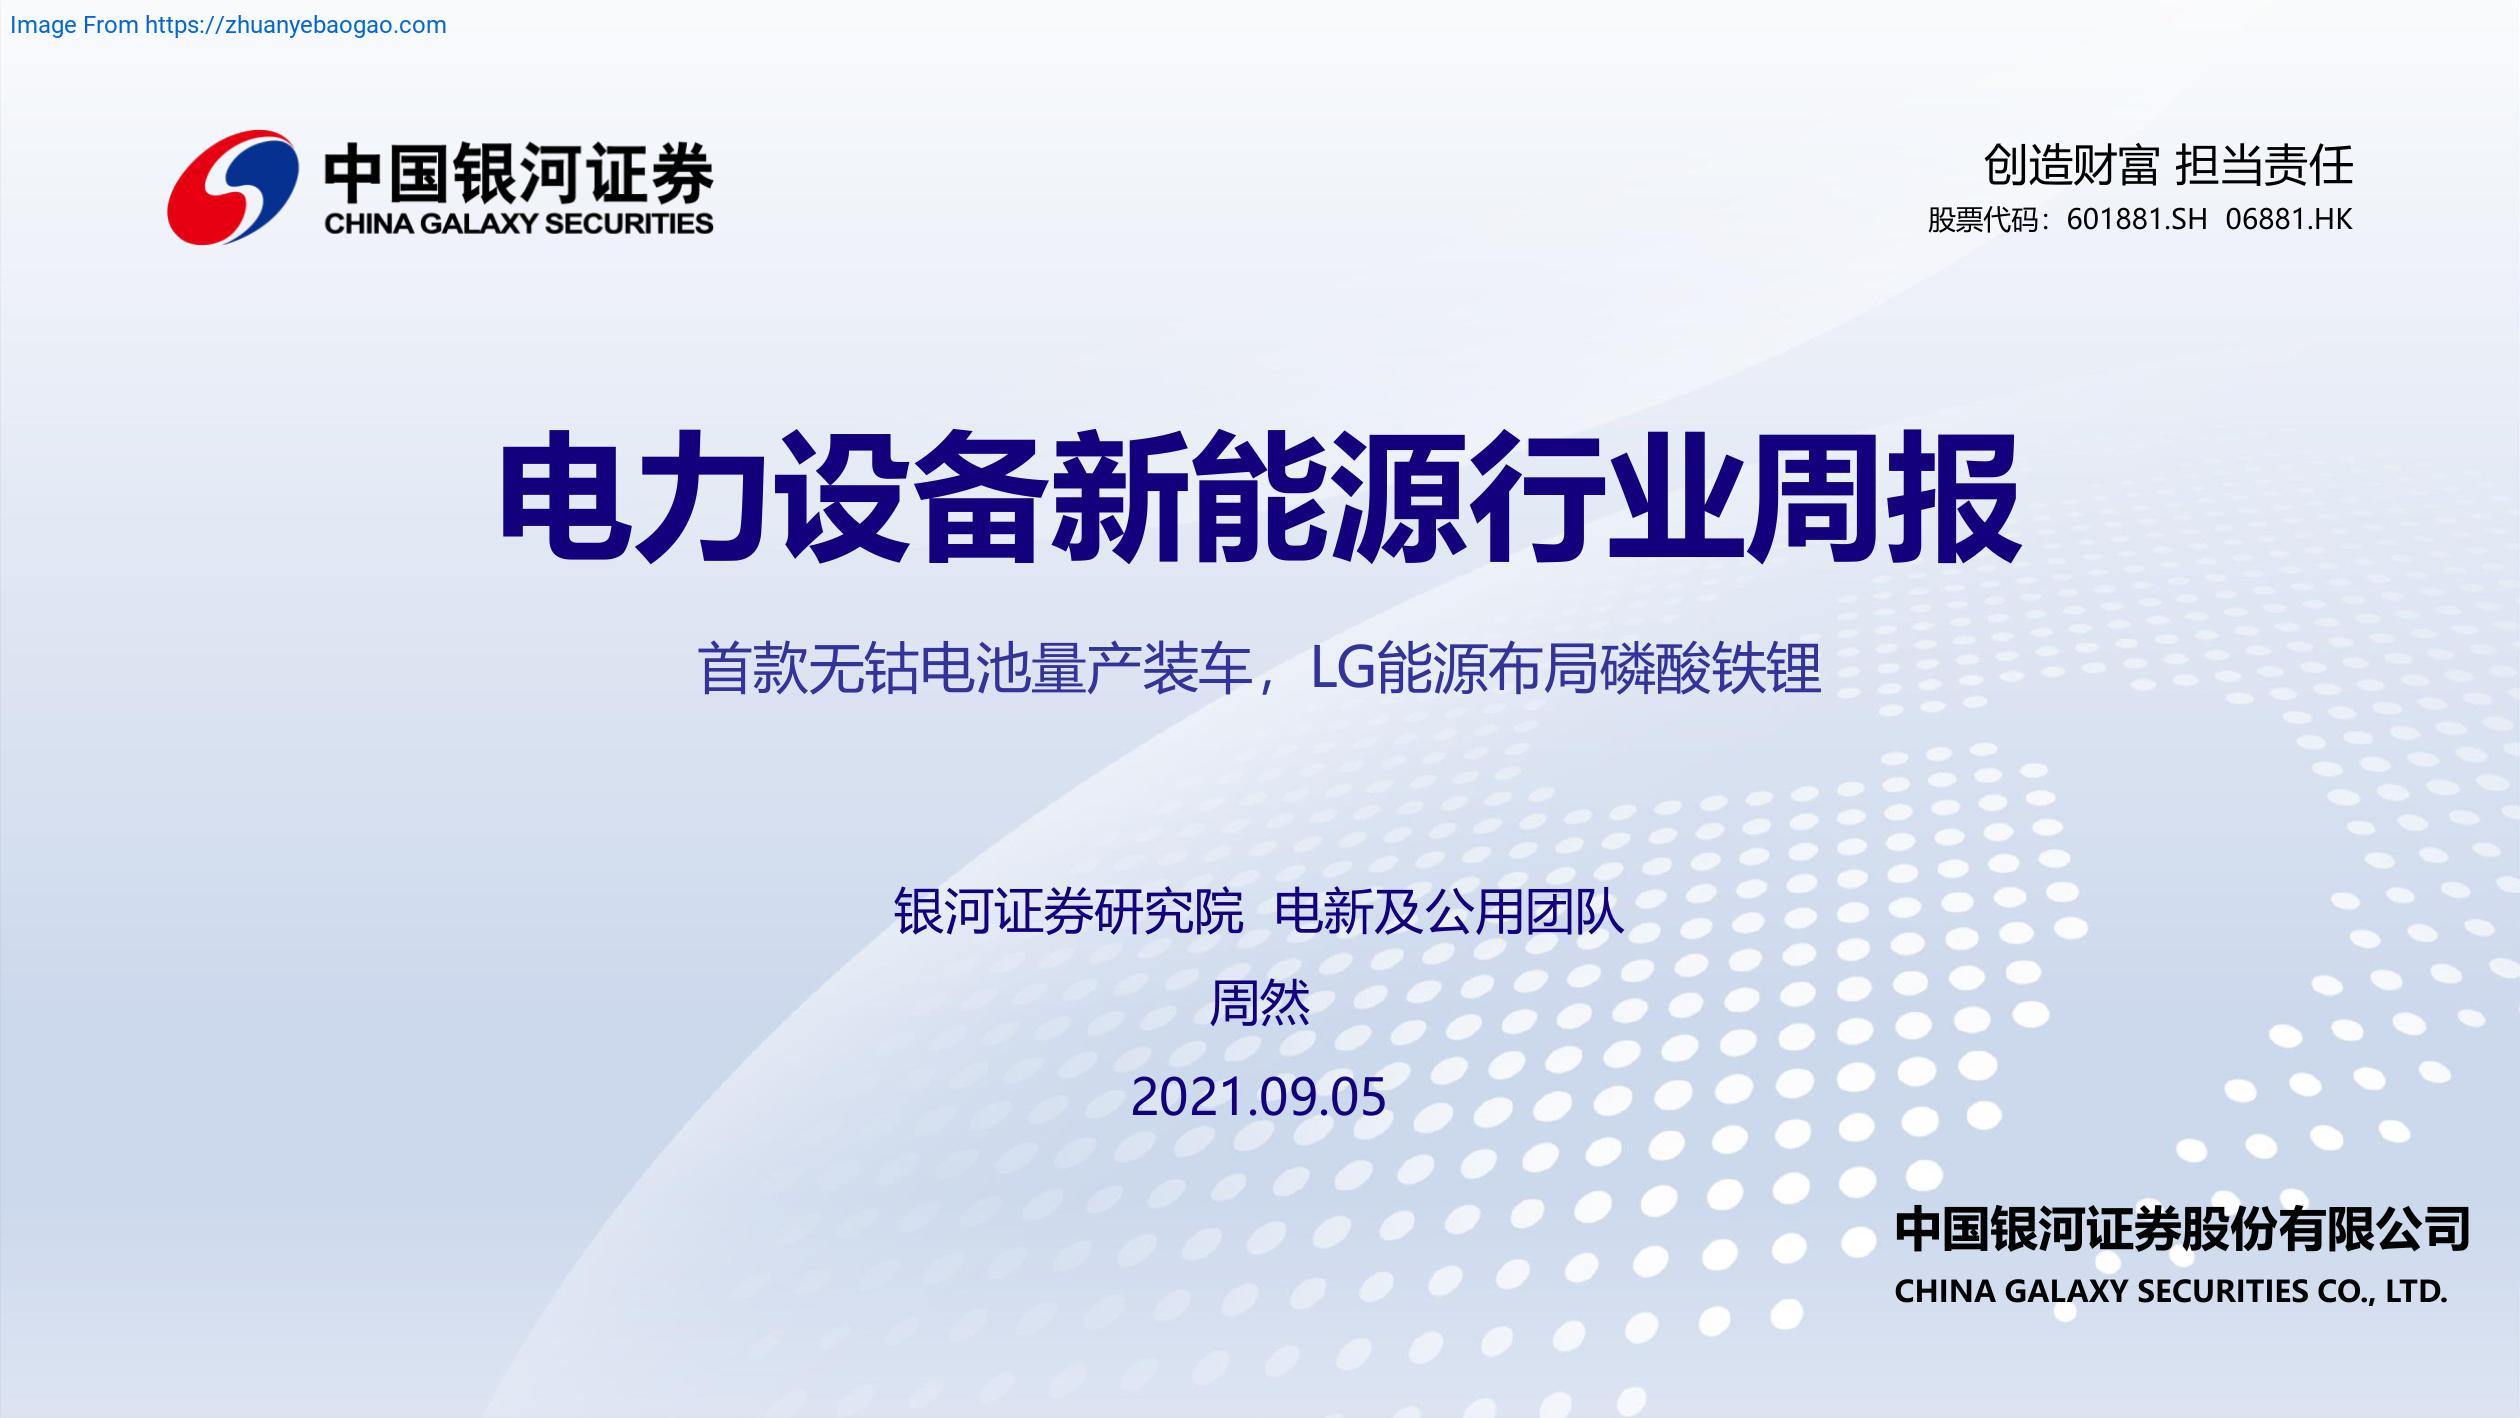 Image From https://zhuanyebaogao.com
中国银河证券
CHINA GALAXY SECURITIES
创造财富 担当责任
股票代码：601881.SH 06881.HK
电力设备新能源行业周报
首款无钴电池量产装车，LG能源布局磷酸铁锂
银河证券研究院 电新及公用团队
周然
2021.09.05
中国银河证券股份有限公司
CHINA GALAXY SECURITIES CO., LTD.